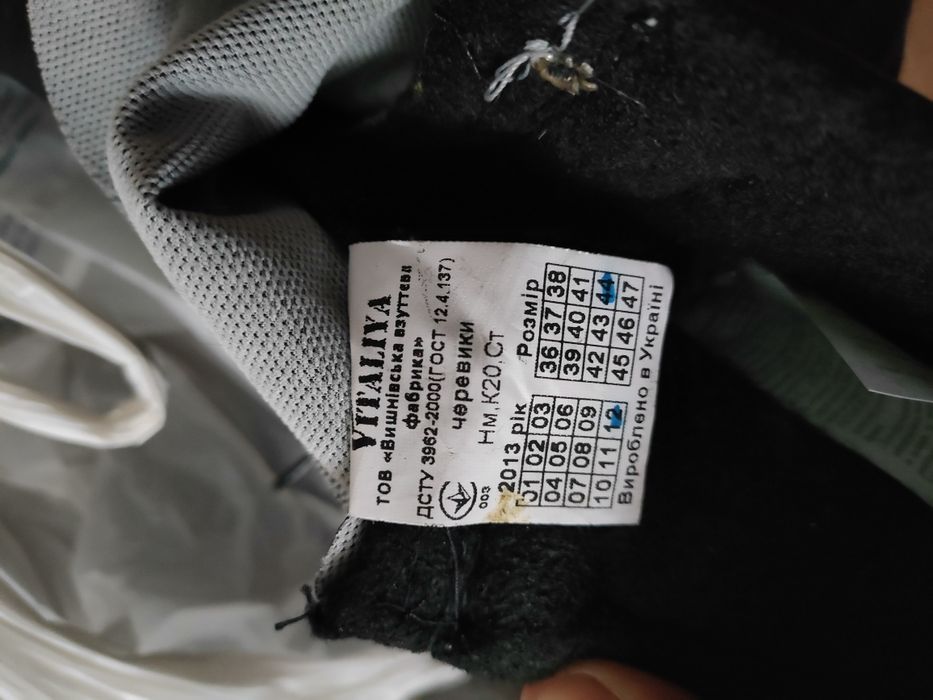 VITALIYA
ТОВ «Вишнівська взуттєва
фабрика»
ДСТУ 3962-2000(ГОСТ 12.4.137)
черевики
003
Нм,К20,Ст
2013 рік
01 02 03
04 05 06
07 08 09
10 11 12
Розмір
36 37 38
39 40 41
42 43 44
45 46 47
Вироблено в Україні